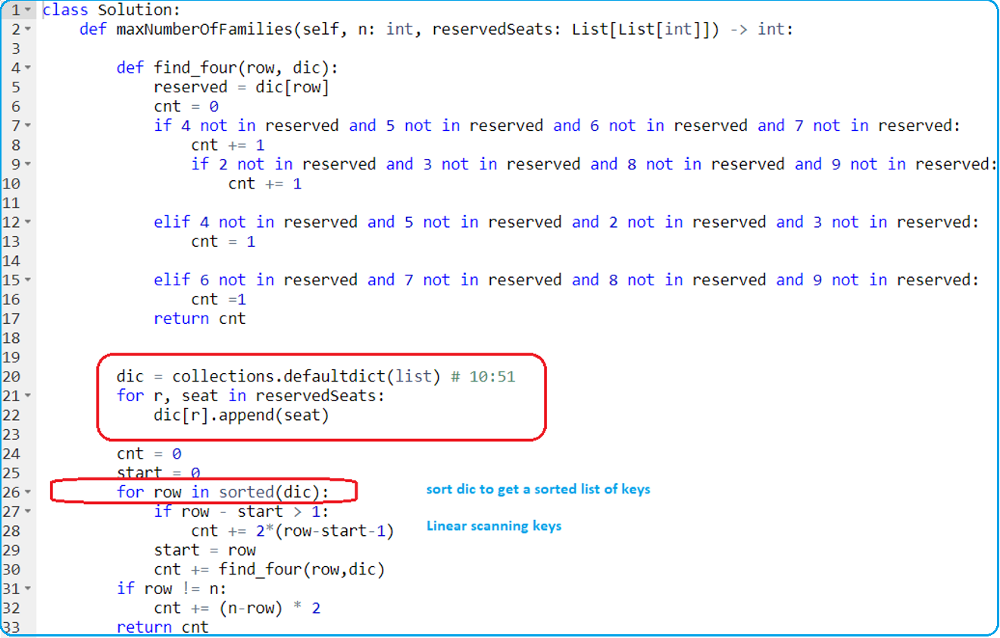 1 class Solution:
2     def maxNumberOfFamilies(self, n: int, reservedSeats: List[List[int]]) -> int:
3
4         def find_four(row, dic):
5             reserved = dic[row]
6             cnt = 0
7             if 4 not in reserved and 5 not in reserved and 6 not in reserved and 7 not in reserved:
8                 cnt += 1
9                 if 2 not in reserved and 3 not in reserved and 8 not in reserved and 9 not in reserved:
10                     cnt += 1
11
12             elif 4 not in reserved and 5 not in reserved and 2 not in reserved and 3 not in reserved:
13                 cnt = 1
14
15             elif 6 not in reserved and 7 not in reserved and 8 not in reserved and 9 not in reserved:
16                 cnt =1
17             return cnt
18
19
20         dic = collections.defaultdict(list) # 10:51
21         for r, seat in reservedSeats:
22             dic[r].append(seat)
23
24         cnt = 0
25         start = 0
26         for row in sorted(dic): sort dic to get a sorted list of keys
27             if row - start > 1:
Linear scanning keys
28                 cnt += 2*(row-start-1)
29             start = row
30             cnt += find_four(row,dic)
31         if row != n:
32             cnt += (n-row) * 2
33         return cnt